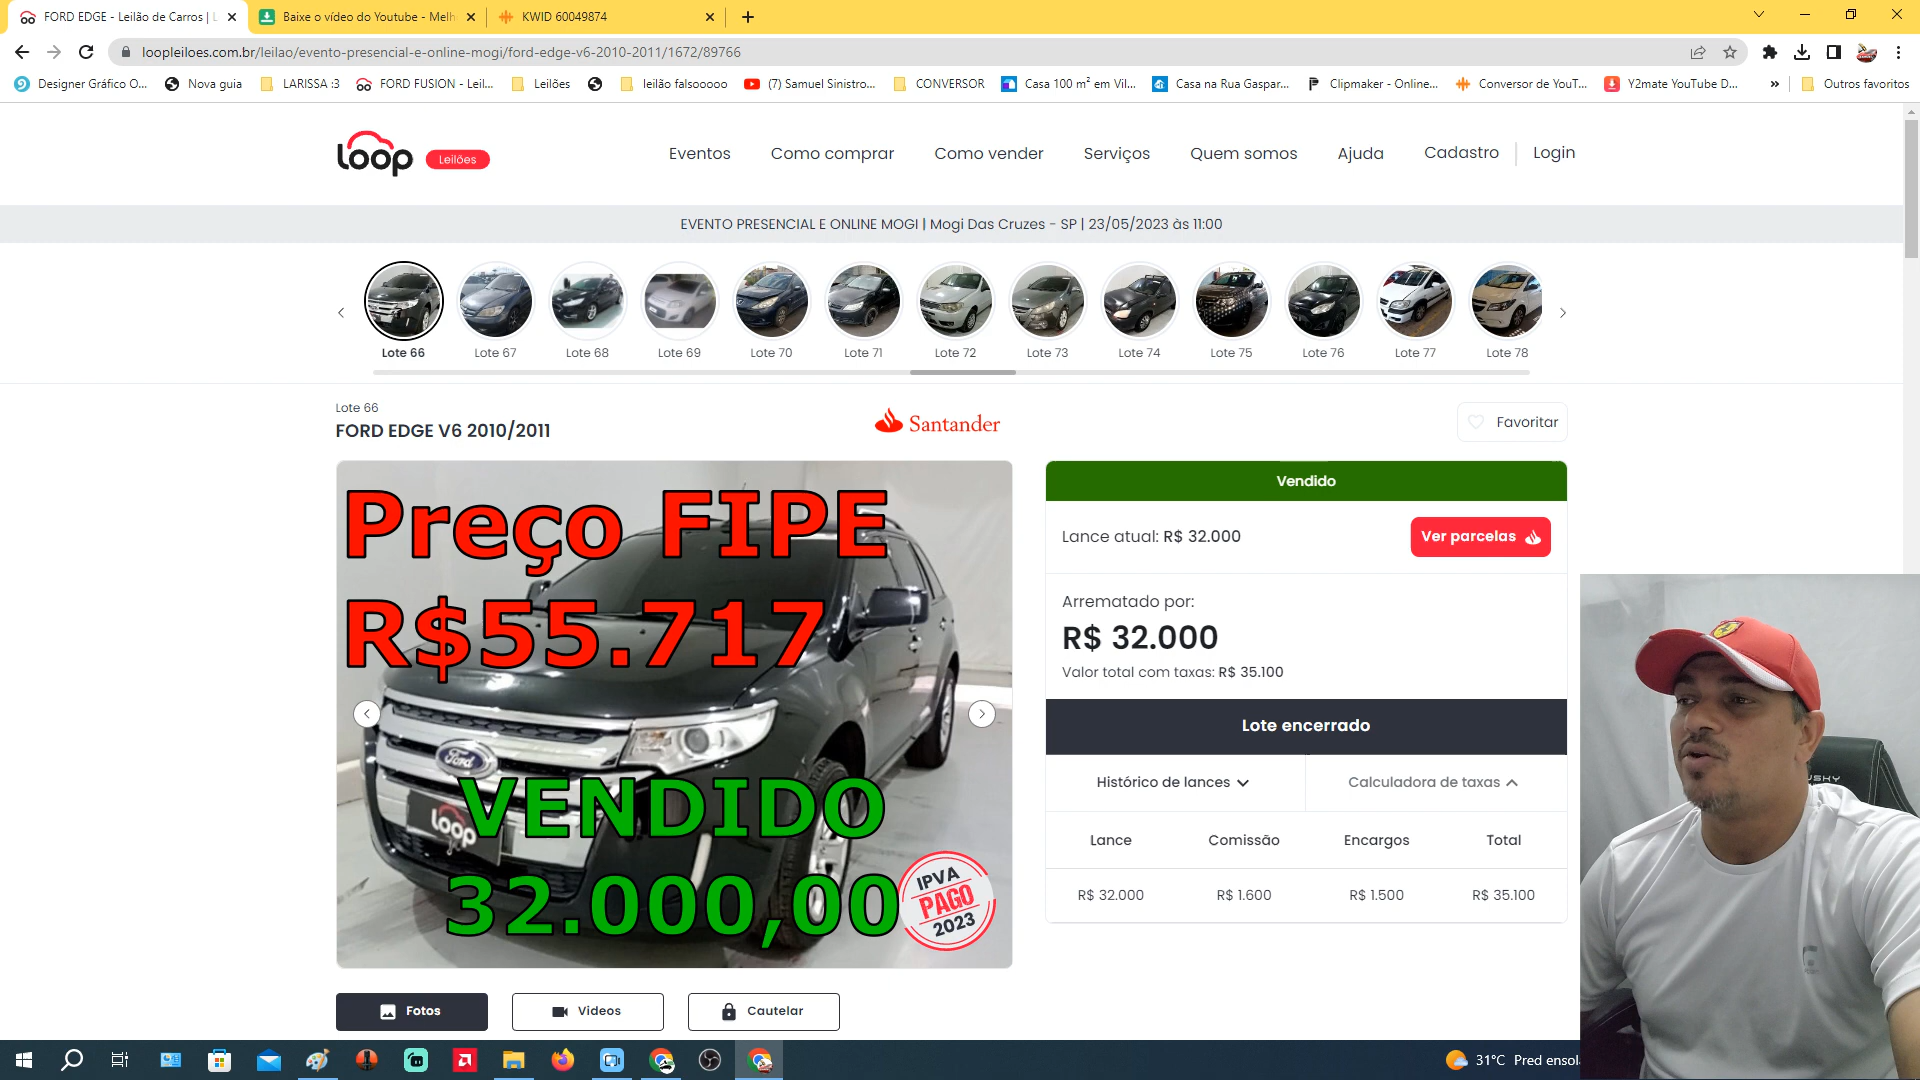 FORD EDGE - Leilão de Carros | L
Baixe o vídeo do Youtube - Melh
KWID 60049874
loopleiloes.com.br/leilao/evento-presencial-e-online-mogi/ford-edge-v6-2010-2011/1672/89766
Designer Gráfico O...
Nova guia
LARISSA :3
FORD FUSION - Leil...
Leilões
leilão falsooooo
(7) Samuel Sinistro...
CONVERSOR
Casa 100 m² em Vil...
Casa na Rua Gaspar...
Clipmaker - Online...
Conversor de YouT...
Y2mate YouTube D...
»
Outros favoritos
loop Leilões
Eventos
Como comprar
Como vender
Serviços
Quem somos
Ajuda
Cadastro
Login
EVENTO PRESENCIAL E ONLINE MOGI | Mogi Das Cruzes - SP | 23/05/2023 às 11:00
Lote 66
Lote 67
Lote 68
Lote 69
Lote 70
Lote 71
Lote 72
Lote 73
Lote 74
Lote 75
Lote 76
Lote 77
Lote 78
Lote 66
FORD EDGE V6 2010/2011
Santander
Favoritar
Preço FIPE
R$55.717
Ford
loop
VENDIDO
32.000,00
IPVA
PAGO
2023
Vendido
Lance atual: R$ 32.000
Ver parcelas
Arrematado por:
R$ 32.000
Valor total com taxas: R$ 35.100
Lote encerrado
Histórico de lances
Calculadora de taxas
Lance
Comissão
Encargos
Total
R$ 32.000
R$ 1.600
R$ 1.500
R$ 35.100
Fotos
Videos
Cautelar
31°C Pred ensol